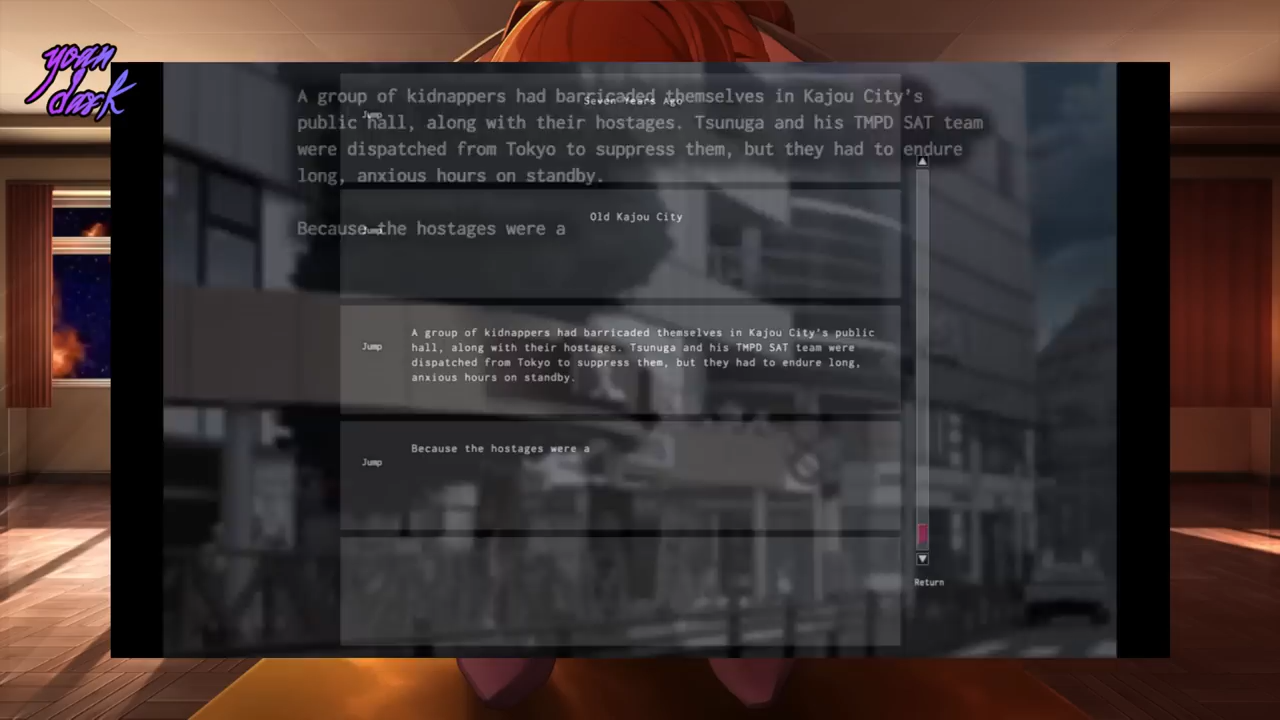 yoan
dark
A group of kidnappers had barricaded themselves in Kajou City's
public hall, along with their hostages. Tsunuga and his TMPD SAT team
were dispatched from Tokyo to suppress them, but they had to endure
long, anxious hours on standby.
Because the hostages were a
Seven Years Ago
Jump
Old Kajou City
Jump
A group of kidnappers had barricaded themselves in Kajou City's public
hall, along with their hostages. Tsunuga and his TMPD SAT team were
dispatched from Tokyo to suppress them, but they had to endure long,
anxious hours on standby.
Jump
Because the hostages were a
Jump
Return